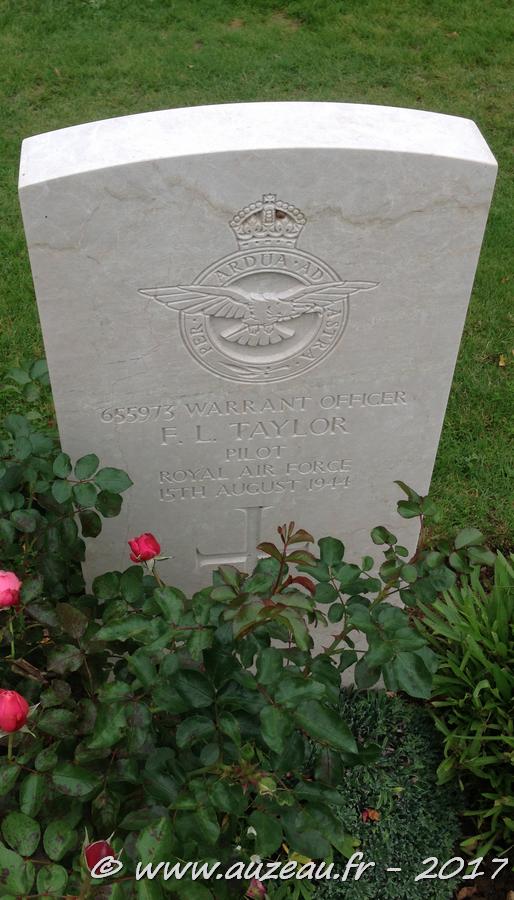 PER · ARDUA · AD ASTRA
655973 WARRANT OFFICER
F. L. TAYLOR
PILOT
ROYAL AIR FORCE
15TH AUGUST 1944
© www.auzeau.fr - 2017